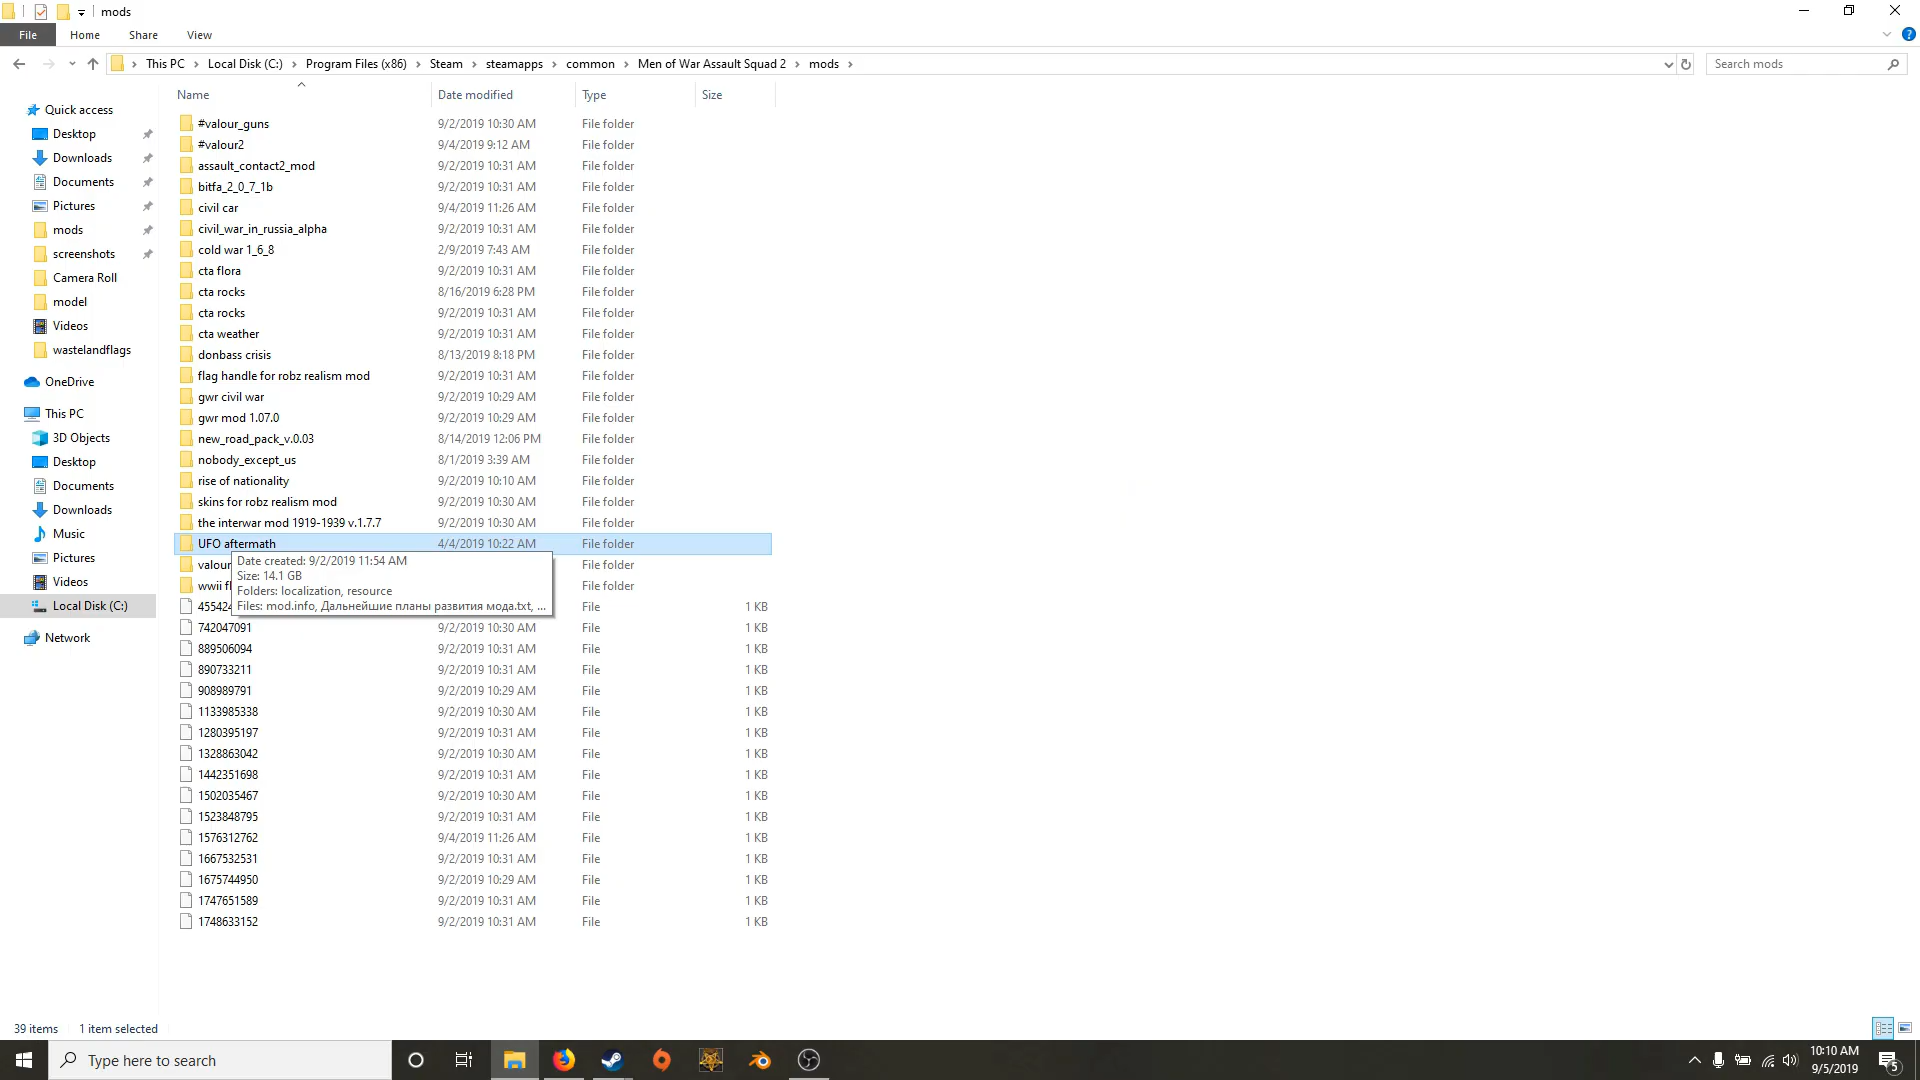 mods
File Home Share View
This PC Local Disk (C:) Program Files (x86) Steam steamapps common Men of War Assault Squad 2 mods
Search mods
Quick access
Desktop
Downloads
Documents
Pictures
mods
screenshots
Camera Roll
model
Videos
wastelandflags
OneDrive
This PC
3D Objects
Desktop
Documents
Downloads
Music
Pictures
Videos
Local Disk (C:)
Network
Name Date modified Type Size
#valour_guns 9/2/2019 10:30 AM File folder
#valour2 9/4/2019 9:12 AM File folder
assault_contact2_mod 9/2/2019 10:31 AM File folder
bitfa_2_0_7_1b 9/2/2019 10:31 AM File folder
civil car 9/4/2019 11:26 AM File folder
civil_war_in_russia_alpha 9/2/2019 10:31 AM File folder
cold war 1_6_8 2/9/2019 7:43 AM File folder
cta flora 9/2/2019 10:31 AM File folder
cta rocks 8/16/2019 6:28 PM File folder
cta rocks 9/2/2019 10:31 AM File folder
cta weather 9/2/2019 10:31 AM File folder
donbass crisis 8/13/2019 8:18 PM File folder
flag handle for robz realism mod 9/2/2019 10:31 AM File folder
gwr civil war 9/2/2019 10:29 AM File folder
gwr mod 1.07.0 9/2/2019 10:29 AM File folder
new_road_pack_v.0.03 8/14/2019 12:06 PM File folder
nobody_except_us 8/1/2019 3:39 AM File folder
rise of nationality 9/2/2019 10:10 AM File folder
skins for robz realism mod 9/2/2019 10:30 AM File folder
the interwar mod 1919-1939 v.1.7.7 9/2/2019 10:30 AM File folder
UFO aftermath 4/4/2019 10:22 AM File folder
valour File folder
wwii fl File folder
Date created: 9/2/2019 11:54 AM
Size: 14.1 GB
Folders: localization, resource
Files: mod.info, Дальнейшие планы развития мода.txt, ...
45542 File 1 KB
742047091 9/2/2019 10:30 AM File 1 KB
889506094 9/2/2019 10:31 AM File 1 KB
890733211 9/2/2019 10:31 AM File 1 KB
908989791 9/2/2019 10:29 AM File 1 KB
1133985338 9/2/2019 10:30 AM File 1 KB
1280395197 9/2/2019 10:31 AM File 1 KB
1328863042 9/2/2019 10:30 AM File 1 KB
1442351698 9/2/2019 10:31 AM File 1 KB
1502035467 9/2/2019 10:30 AM File 1 KB
1523848795 9/2/2019 10:31 AM File 1 KB
1576312762 9/4/2019 11:26 AM File 1 KB
1667532531 9/2/2019 10:31 AM File 1 KB
1675744950 9/2/2019 10:29 AM File 1 KB
1747651589 9/2/2019 10:31 AM File 1 KB
1748633152 9/2/2019 10:31 AM File 1 KB
39 items 1 item selected
Type here to search
10:10 AM
9/5/2019
5